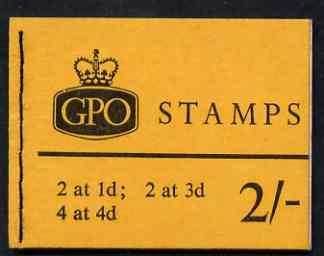 GPO STAMPS
2 at 1d; 2 at 3d
4 at 4d 2/-